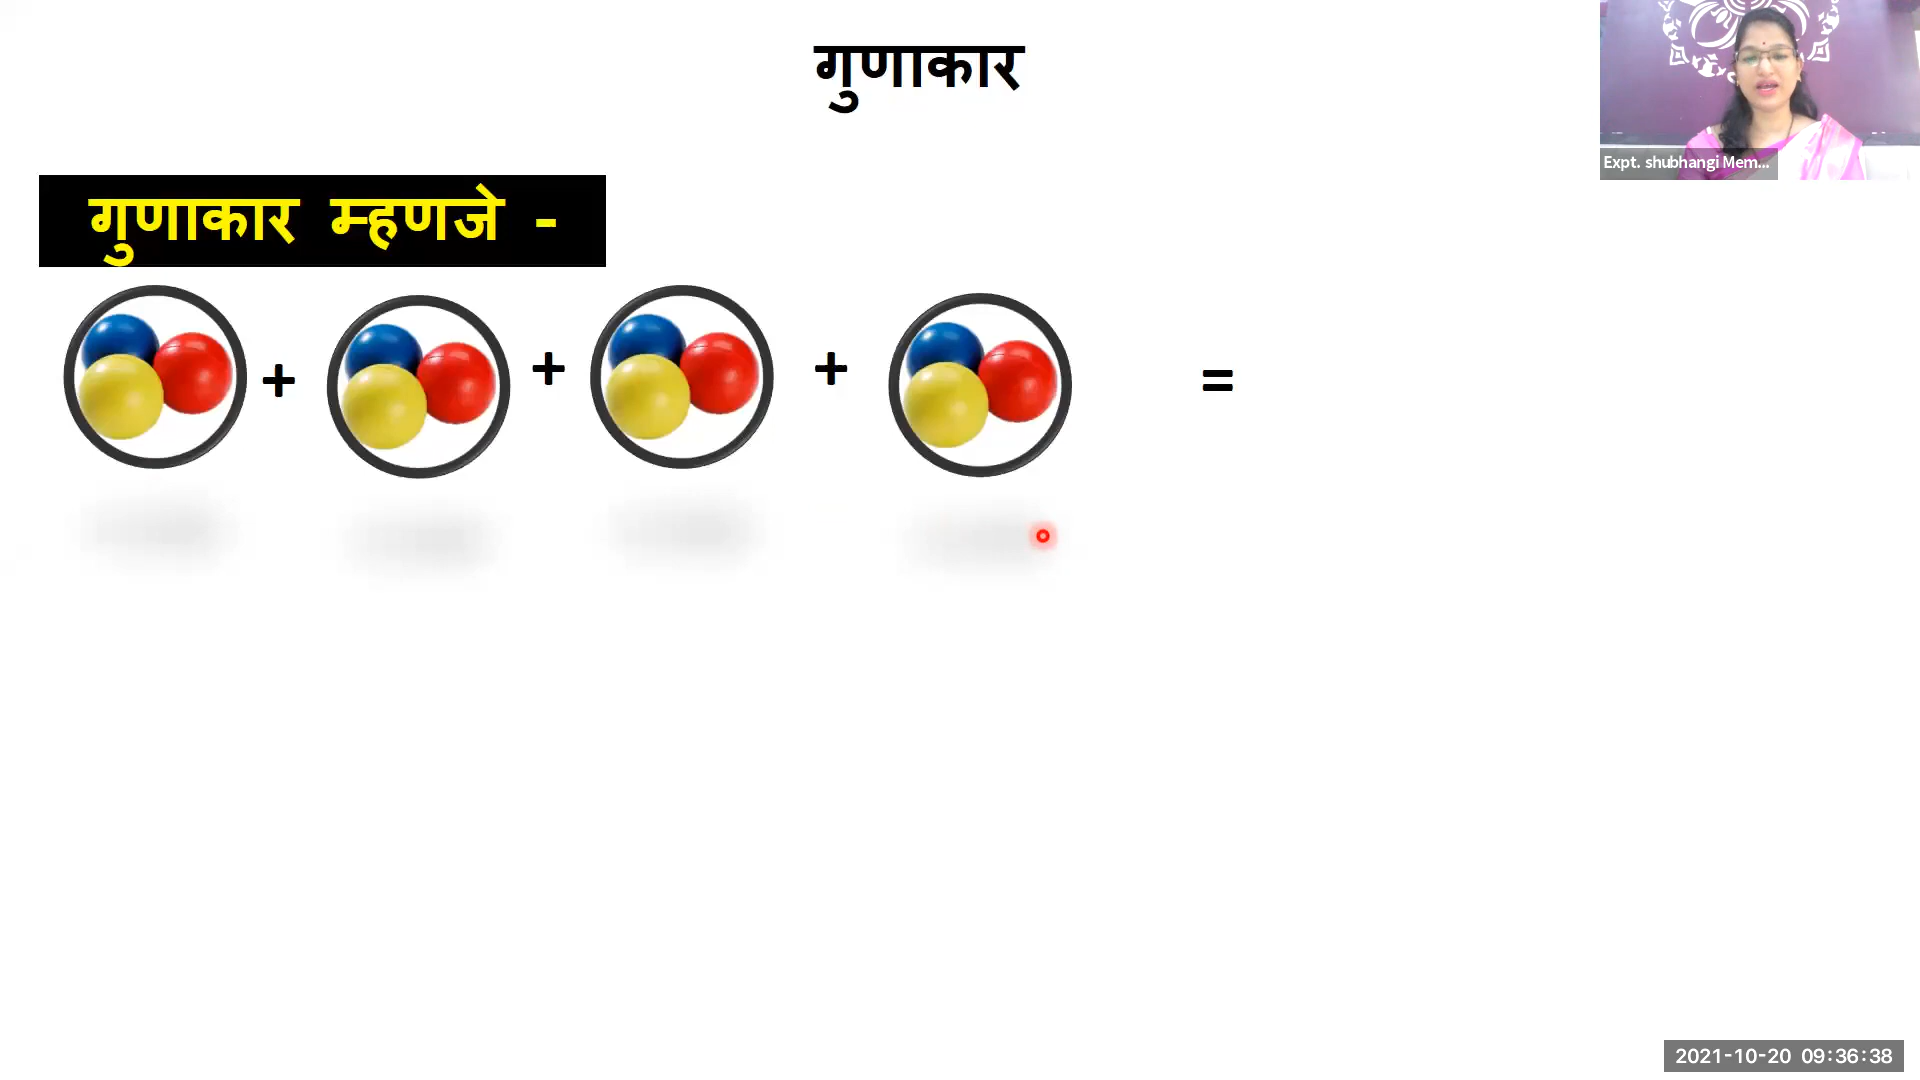 गुणाकार
Expt. shubhangi Mem...
गुणाकार म्हणजे -
+ + + =
2021-10-20 09:36:38